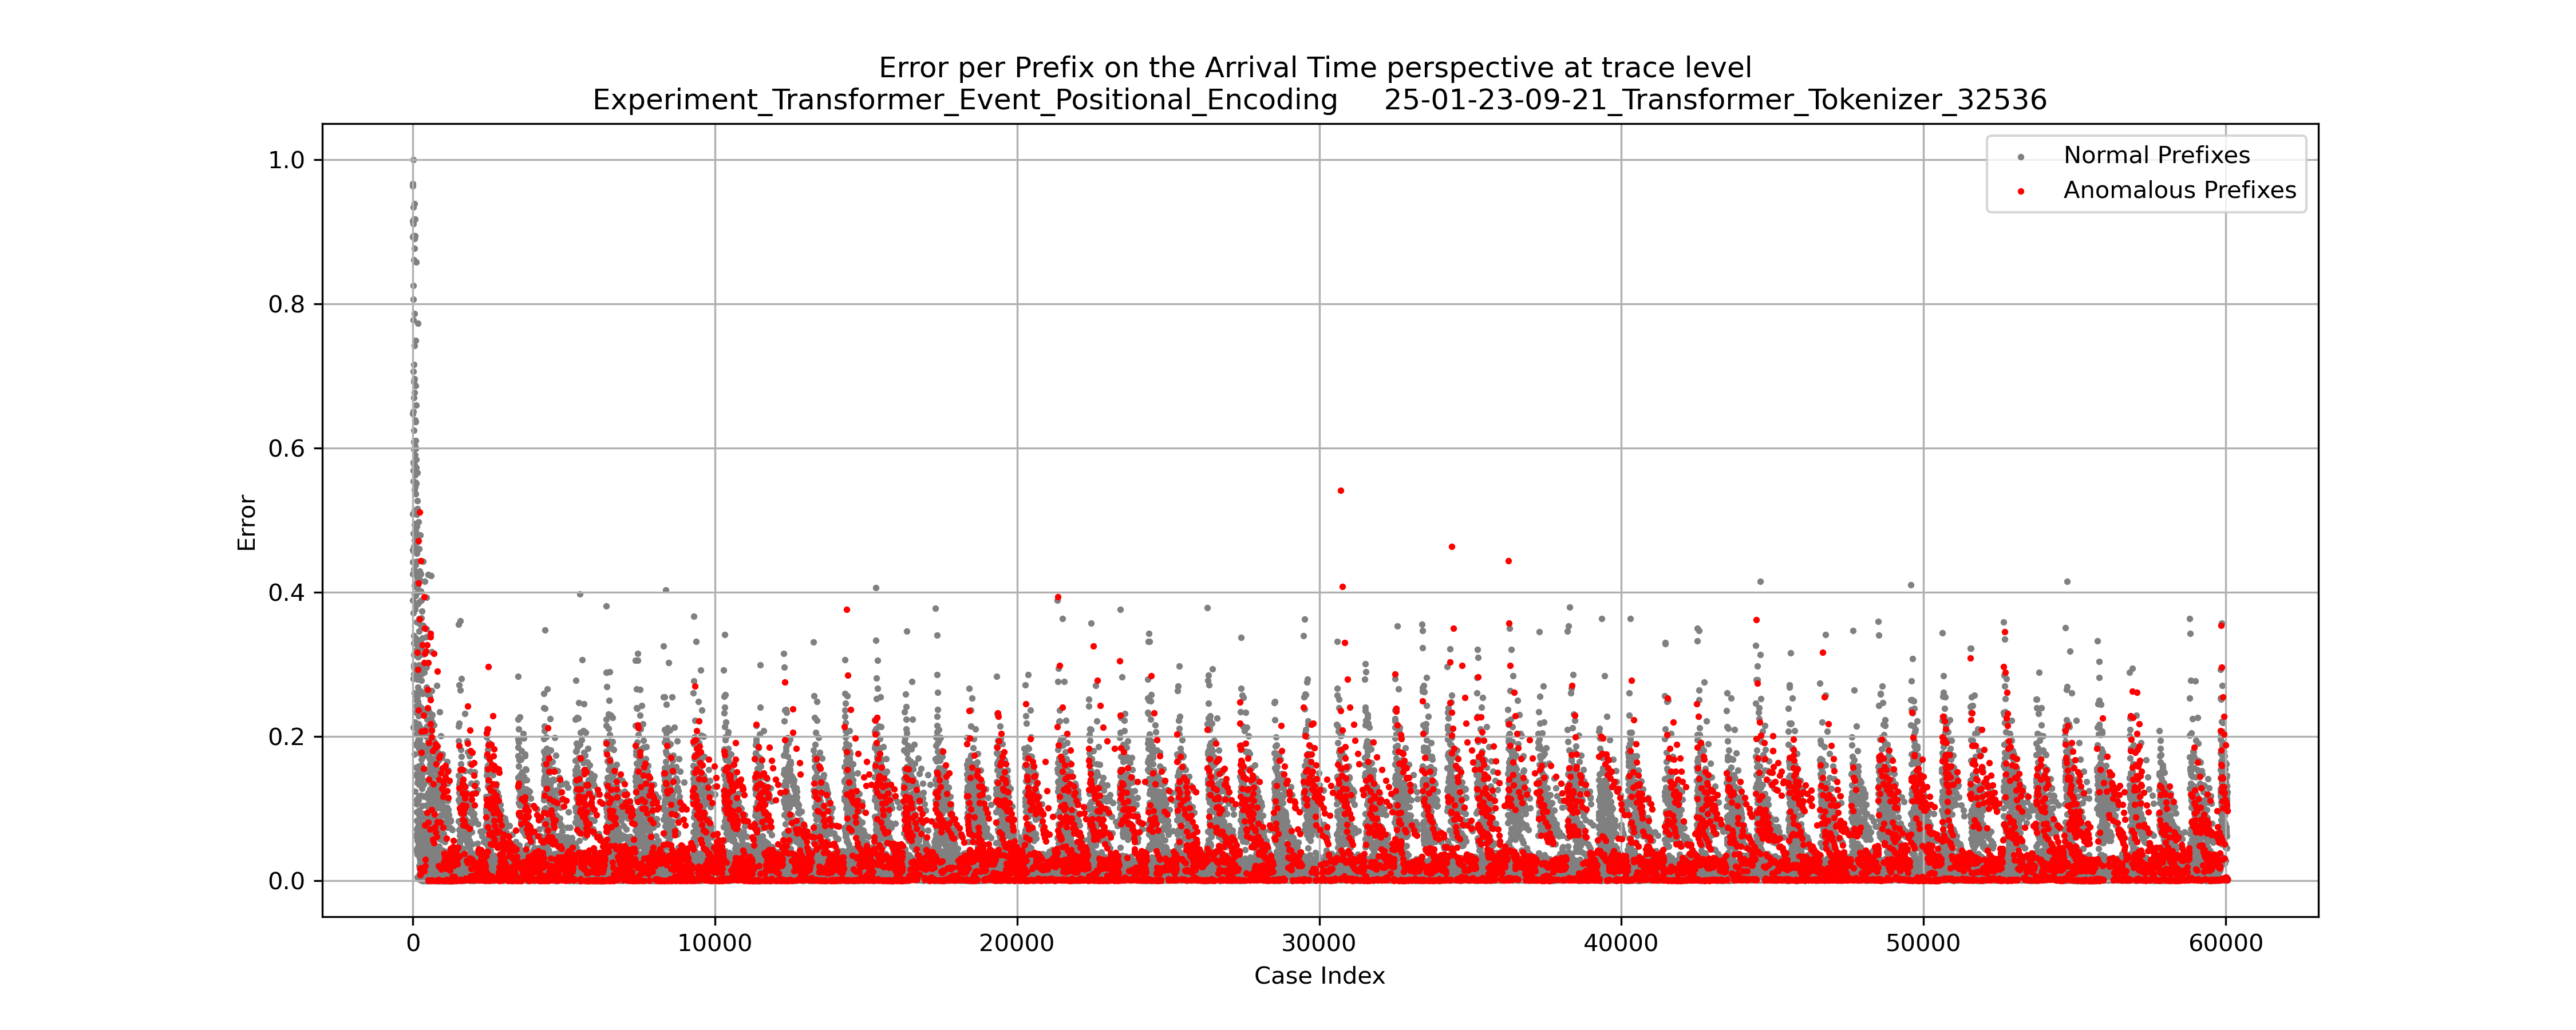 Error per Prefix on the Arrival Time perspective at trace level
Experiment_Transformer_Event_Positional_Encoding 25-01-23-09-21_Transformer_Tokenizer_32536
Normal Prefixes
Anomalous Prefixes
1.0
0.8
0.6
0.4
0.2
0.0
Error
0 10000 20000 30000 40000 50000 60000
Case Index